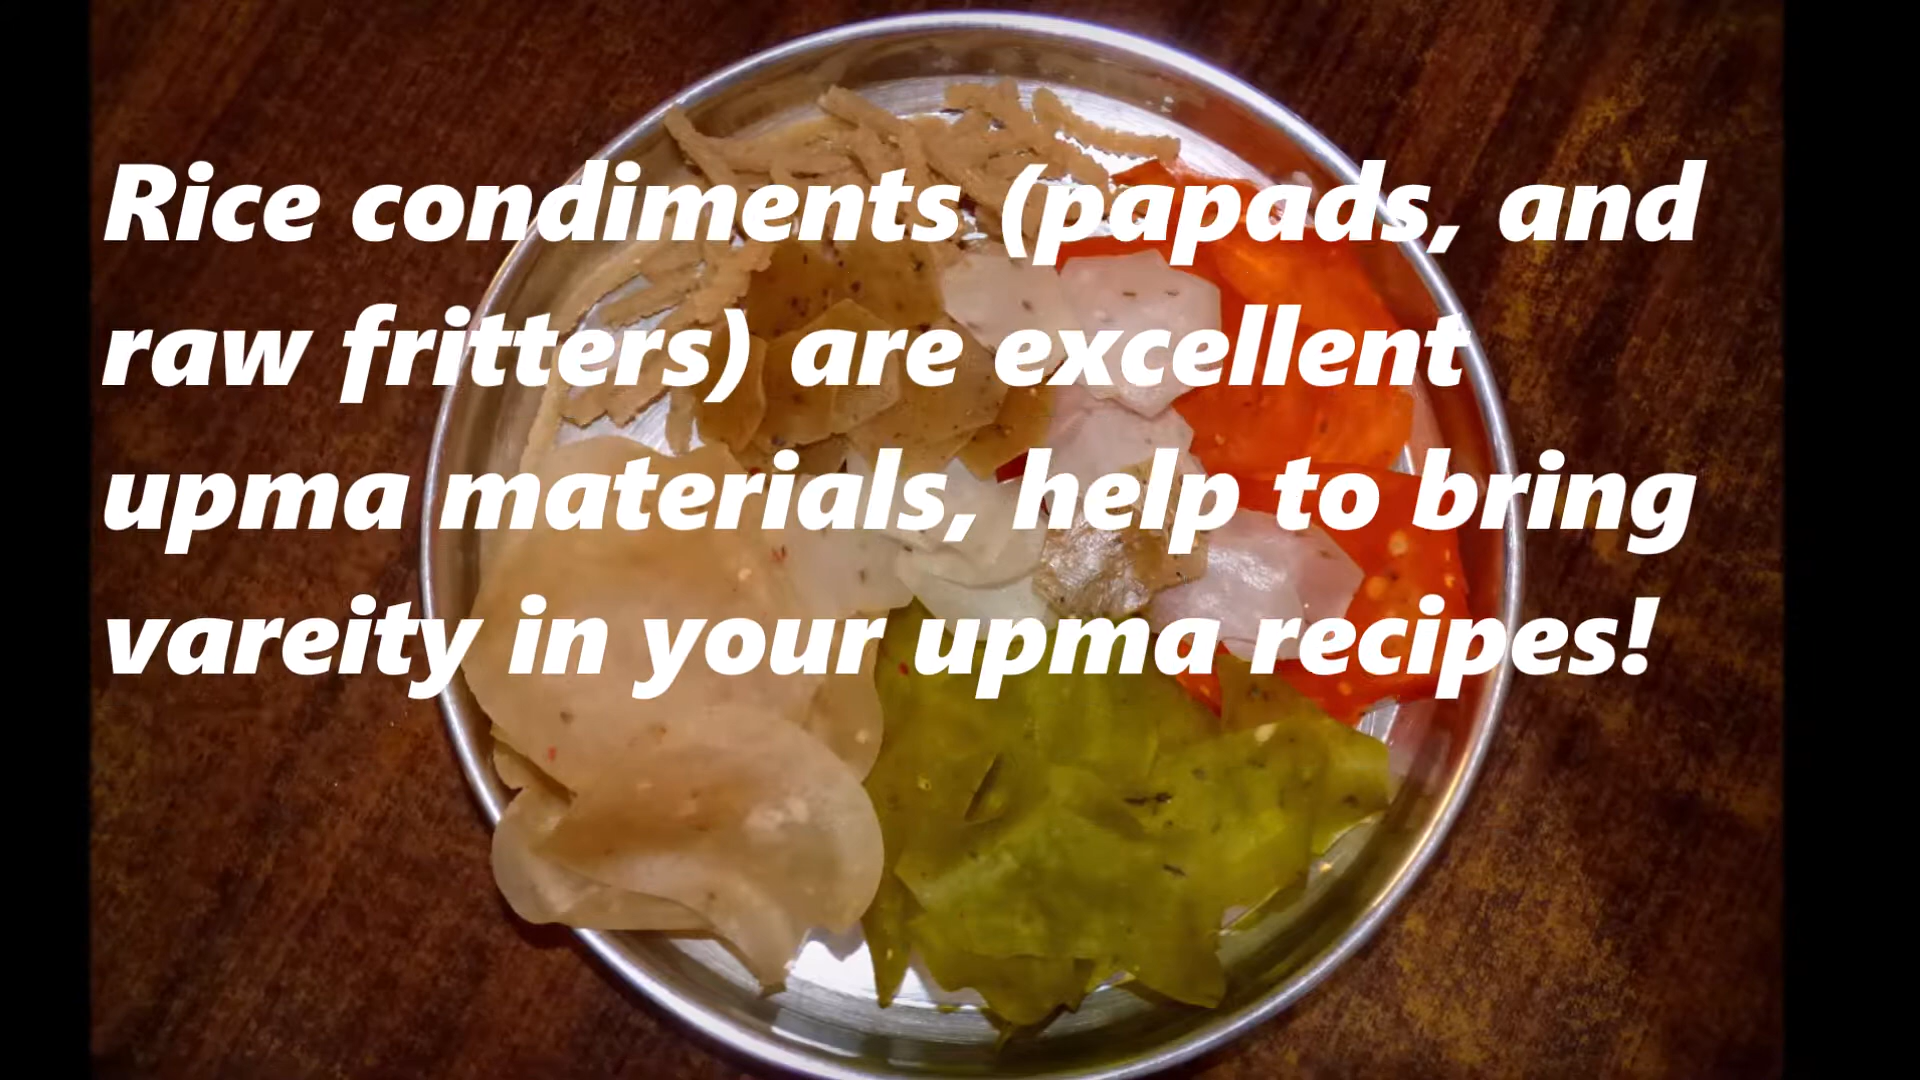 Rice condiments (papads, and
raw fritters) are excellent
upma materials, help to bring
vareity in your upma recipes!